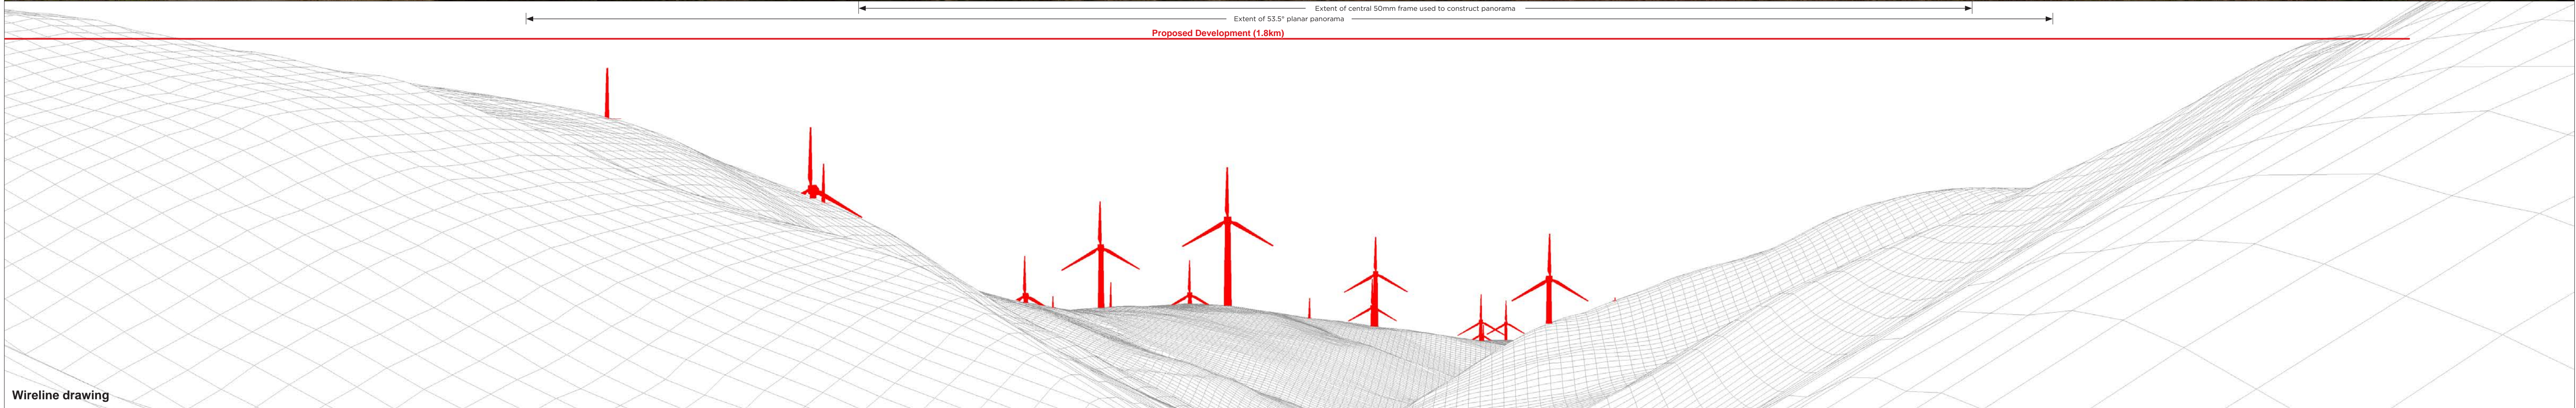 Extent of central 50mm frame used to construct panorama
Extent of 53.5° planar panorama
Proposed Development (1.8km)
Wireline drawing